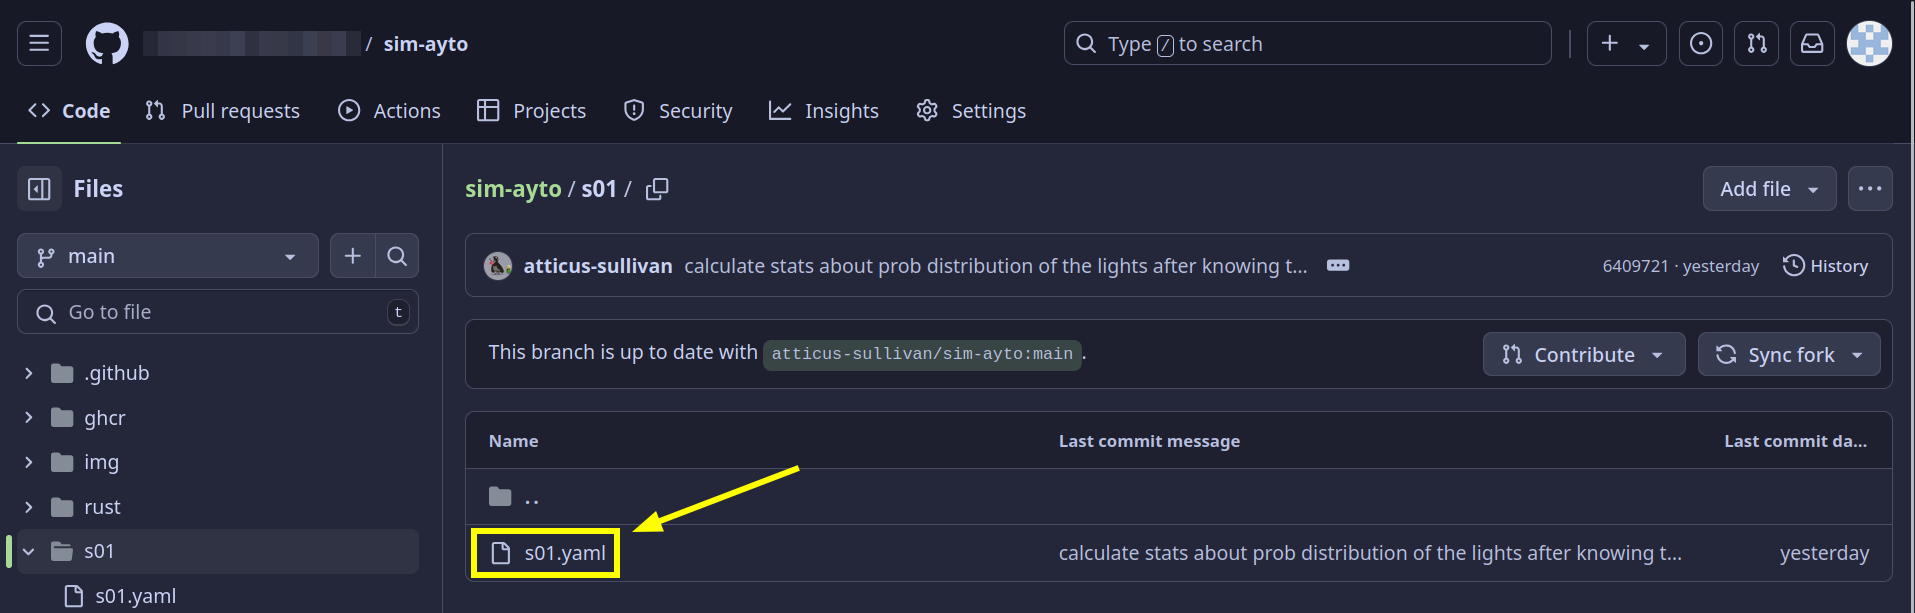 / sim-ayto
Type / to search
Code Pull requests Actions Projects Security Insights Settings
Files
main
Go to file t
.github
ghcr
img
rust
s01
s01.yaml
sim-ayto / s01 /
Add file
atticus-sullivan calculate stats about prob distribution of the lights after knowing t...
6409721 · yesterday History
This branch is up to date with atticus-sullivan/sim-ayto:main .
Contribute Sync fork
Name Last commit message Last commit da...
..
s01.yaml calculate stats about prob distribution of the lights after knowing t... yesterday